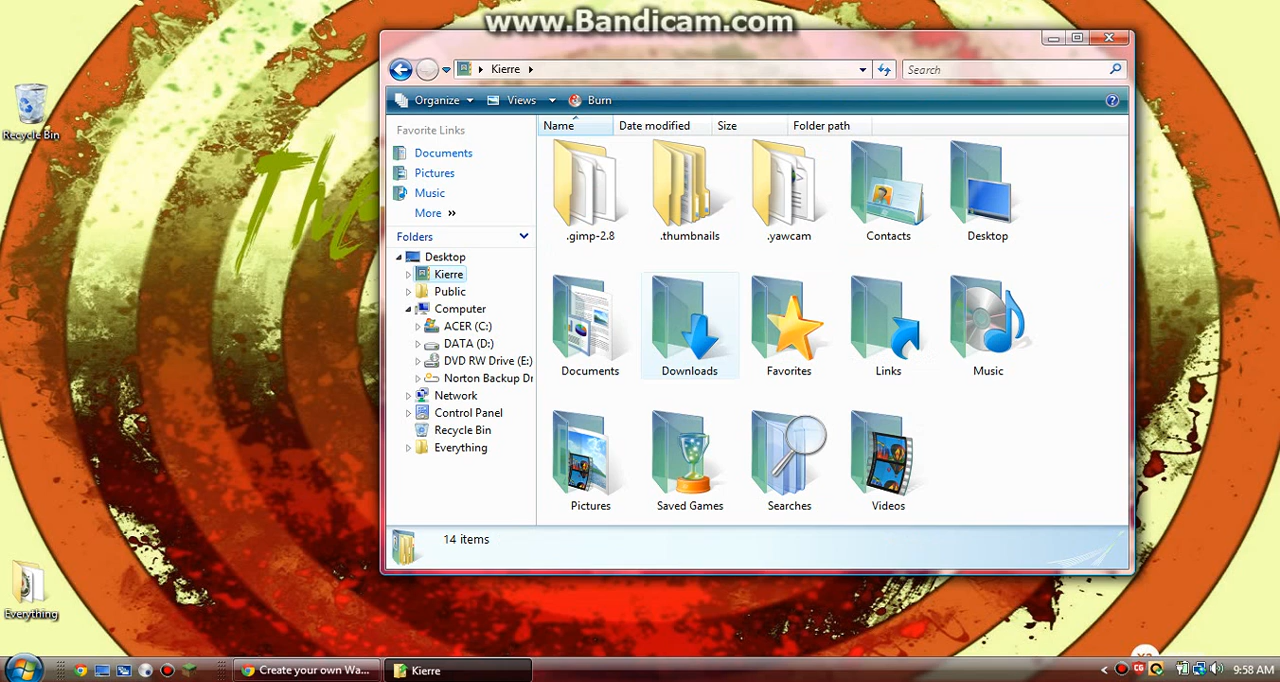 www.Bandicam.com
Recycle Bin
The
Everything
Kierre
Search
Organize
Views
Burn
Favorite Links
Documents
Pictures
Music
More »
Folders
Desktop
Kierre
Public
Computer
ACER (C:)
DATA (D:)
DVD RW Drive (E:)
Norton Backup Dr
Network
Control Panel
Recycle Bin
Everything
Name Date modified Size Folder path
.gimp-2.8 .thumbnails .yawcam Contacts Desktop
Documents Downloads Favorites Links Music
Pictures Saved Games Searches Videos
14 items
Create your own Wa...
Kierre
9:58 AM